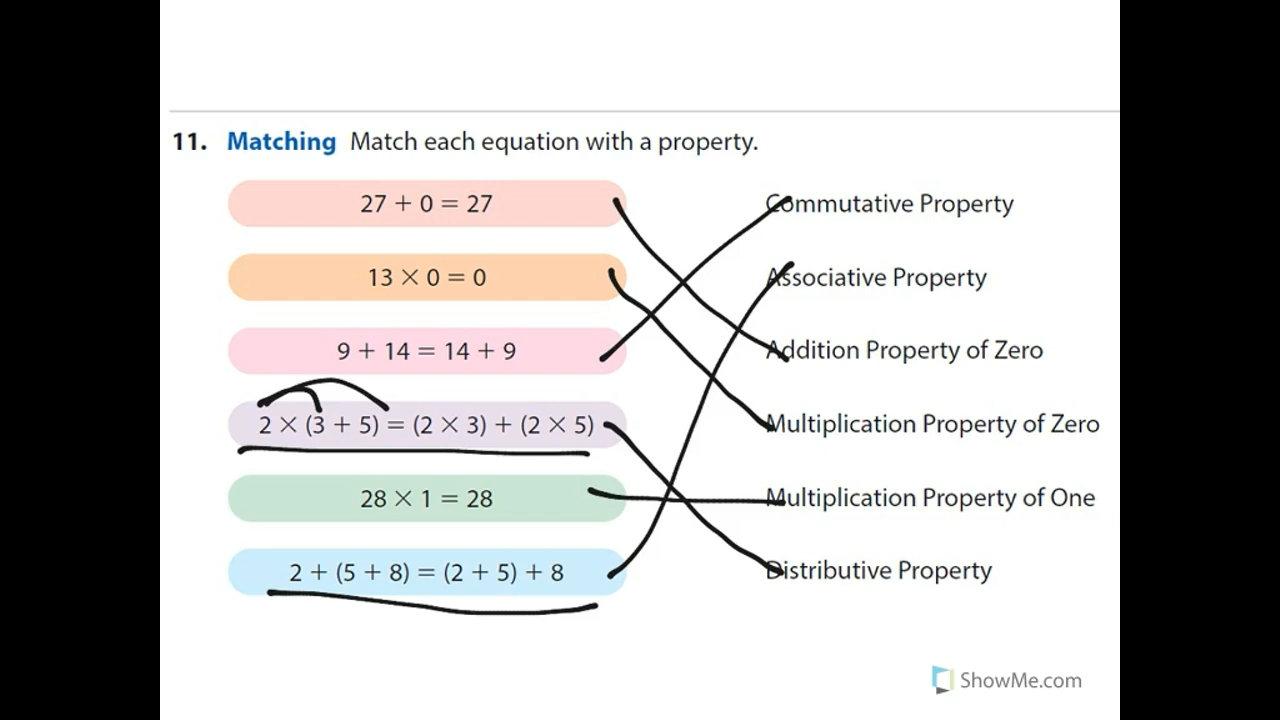 11. Matching Match each equation with a property.
27 + 0 = 27 Commutative Property
13 × 0 = 0 Associative Property
9 + 14 = 14 + 9 Addition Property of Zero
2 × (3 + 5) = (2 × 3) + (2 × 5) Multiplication Property of Zero
28 × 1 = 28 Multiplication Property of One
2 + (5 + 8) = (2 + 5) + 8 Distributive Property
ShowMe.com